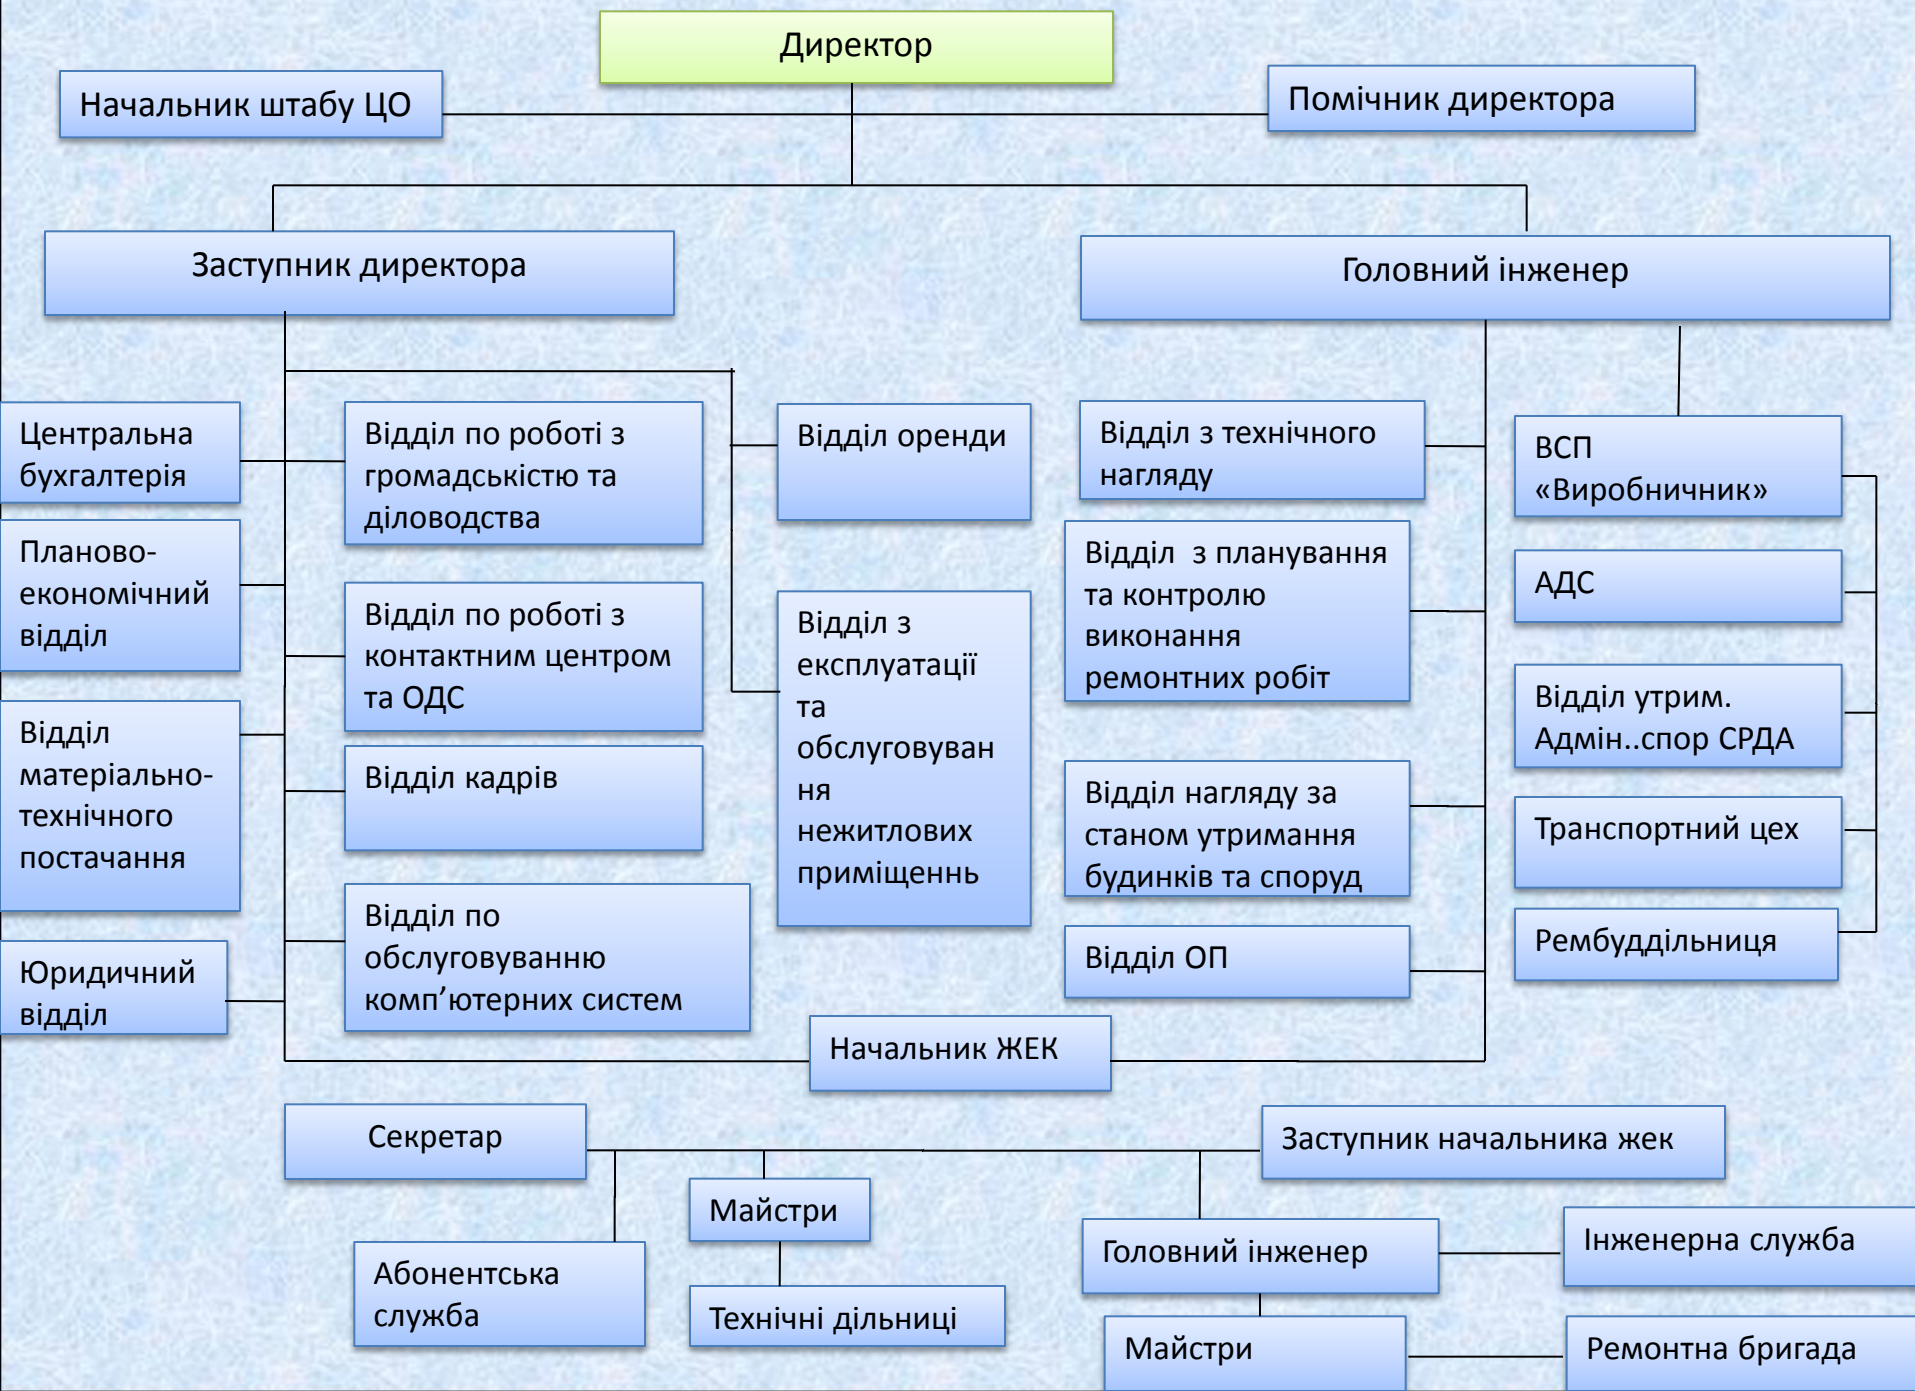 Директор
Начальник штабу ЦО
Помічник директора
Заступник директора
Головний інженер
Центральна
бухгалтерія
Планово-
економічний
відділ
Відділ
матеріально-
технічного
постачання
Юридичний
відділ
Відділ по роботі з
громадськістю та
діловодства
Відділ по роботі з
контактним центром
та ОДС
Відділ кадрів
Відділ по
обслуговуванню
комп’ютерних систем
Відділ оренди
Відділ з
експлуатації
та
обслуговуван
ня
нежитлових
приміщеннь
Відділ з технічного
нагляду
Відділ  з планування
та контролю
виконання
ремонтних робіт
Відділ нагляду за
станом утримання
будинків та споруд
Відділ ОП
ВСП
«Виробничник»
АДС
Відділ утрим.
Адмін..спор СРДА
Транспортний цех
Рембуддільниця
Начальник ЖЕК
Секретар
Заступник начальника жек
Абонентська
служба
Майстри
Технічні дільниці
Головний інженер
Інженерна служба
Майстри
Ремонтна бригада